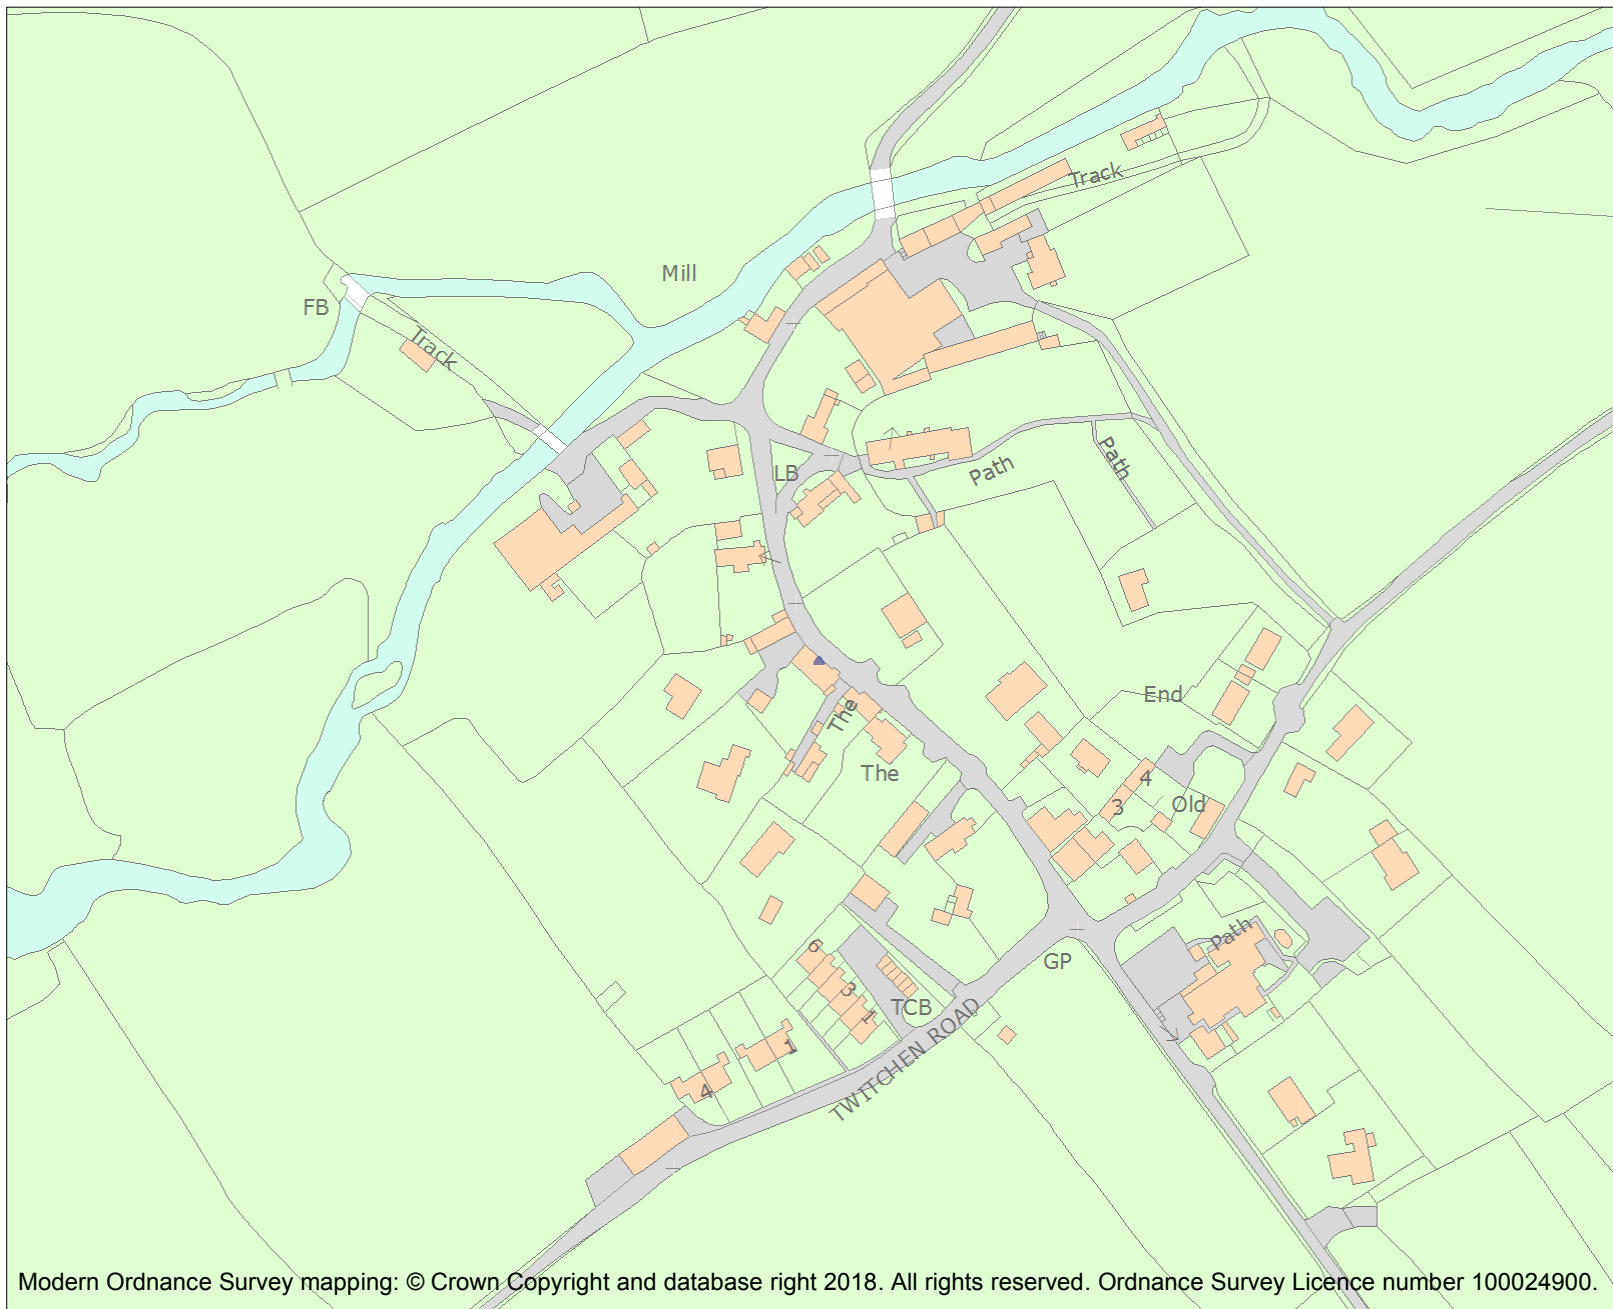 Track
Mill
FB
Track
LB
Path
Path
End
The
The
4
3
Old
6
Path
GP
3
TCB
1
1
4
TWITCHEN ROAD
Modern Ordnance Survey mapping: © Crown Copyright and database right 2018. All rights reserved. Ordnance Survey Licence number 100024900.